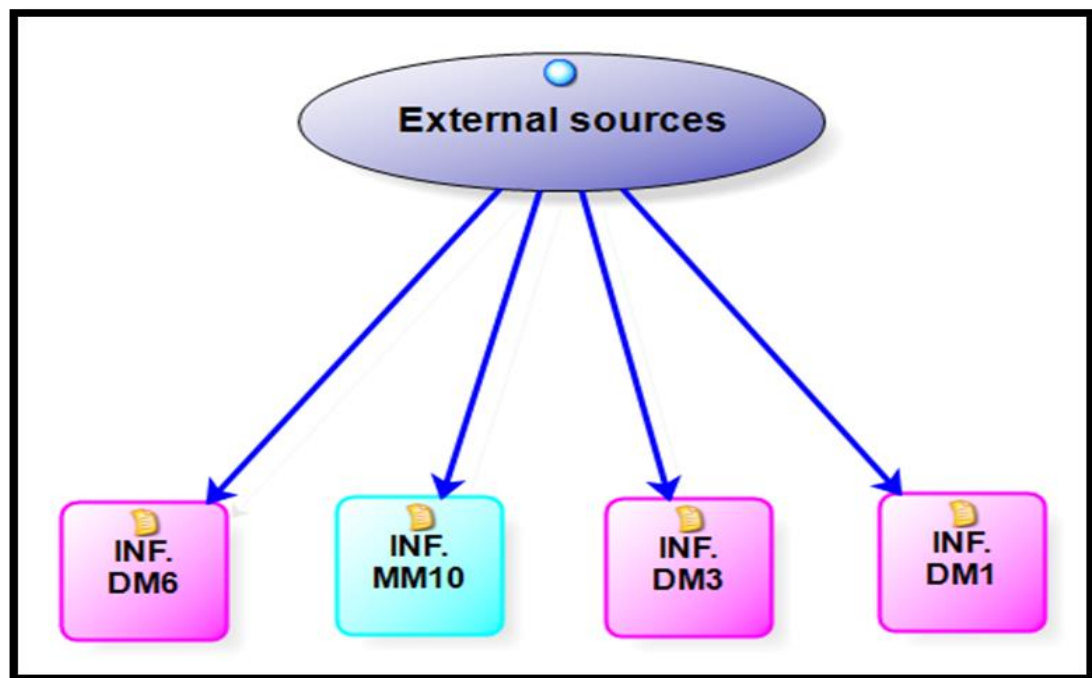 External sources
INF.
DM6
INF.
MM10
INF.
DM3
INF.
DM1